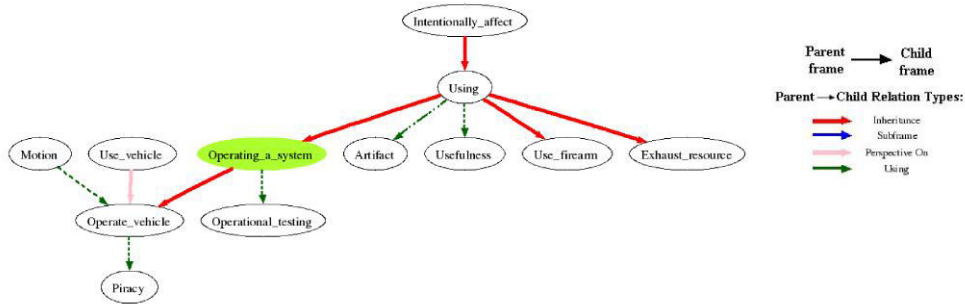 Intentionally_affect
Parent frame
Child frame
Using
Parent → Child Relation Types:
Inheritance
Subframe
Perspective On
Using
Motion
Use_vehicle
Operating_a_system
Artifact
Usefulness
Use_firearm
Exhaust_resource
Operate_vehicle
Operational_testing
Piracy